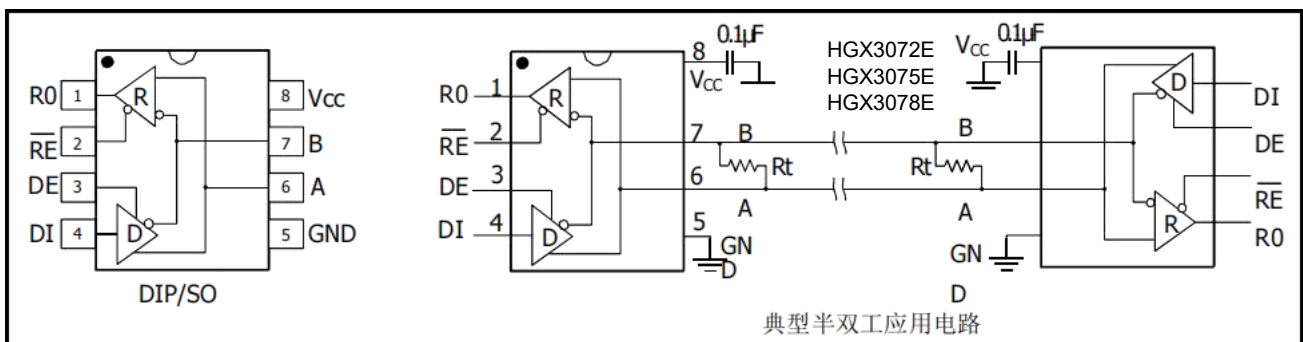 R0 1
RE 2
DE 3
DI 4
R
D
8 Vcc
7 B
6 A
5 GND
DIP/SO
R0 1
RE 2
DE 3
DI 4
R
D
0.1µF
8
VCC
7 B
6
A
5
GN
D
Rt
HGX3072E
HGX3075E
HGX3078E
VCC
0.1µF
B
Rt
A
GN
D
D
R
DI
DE
RE
R0
典型半双工应用电路